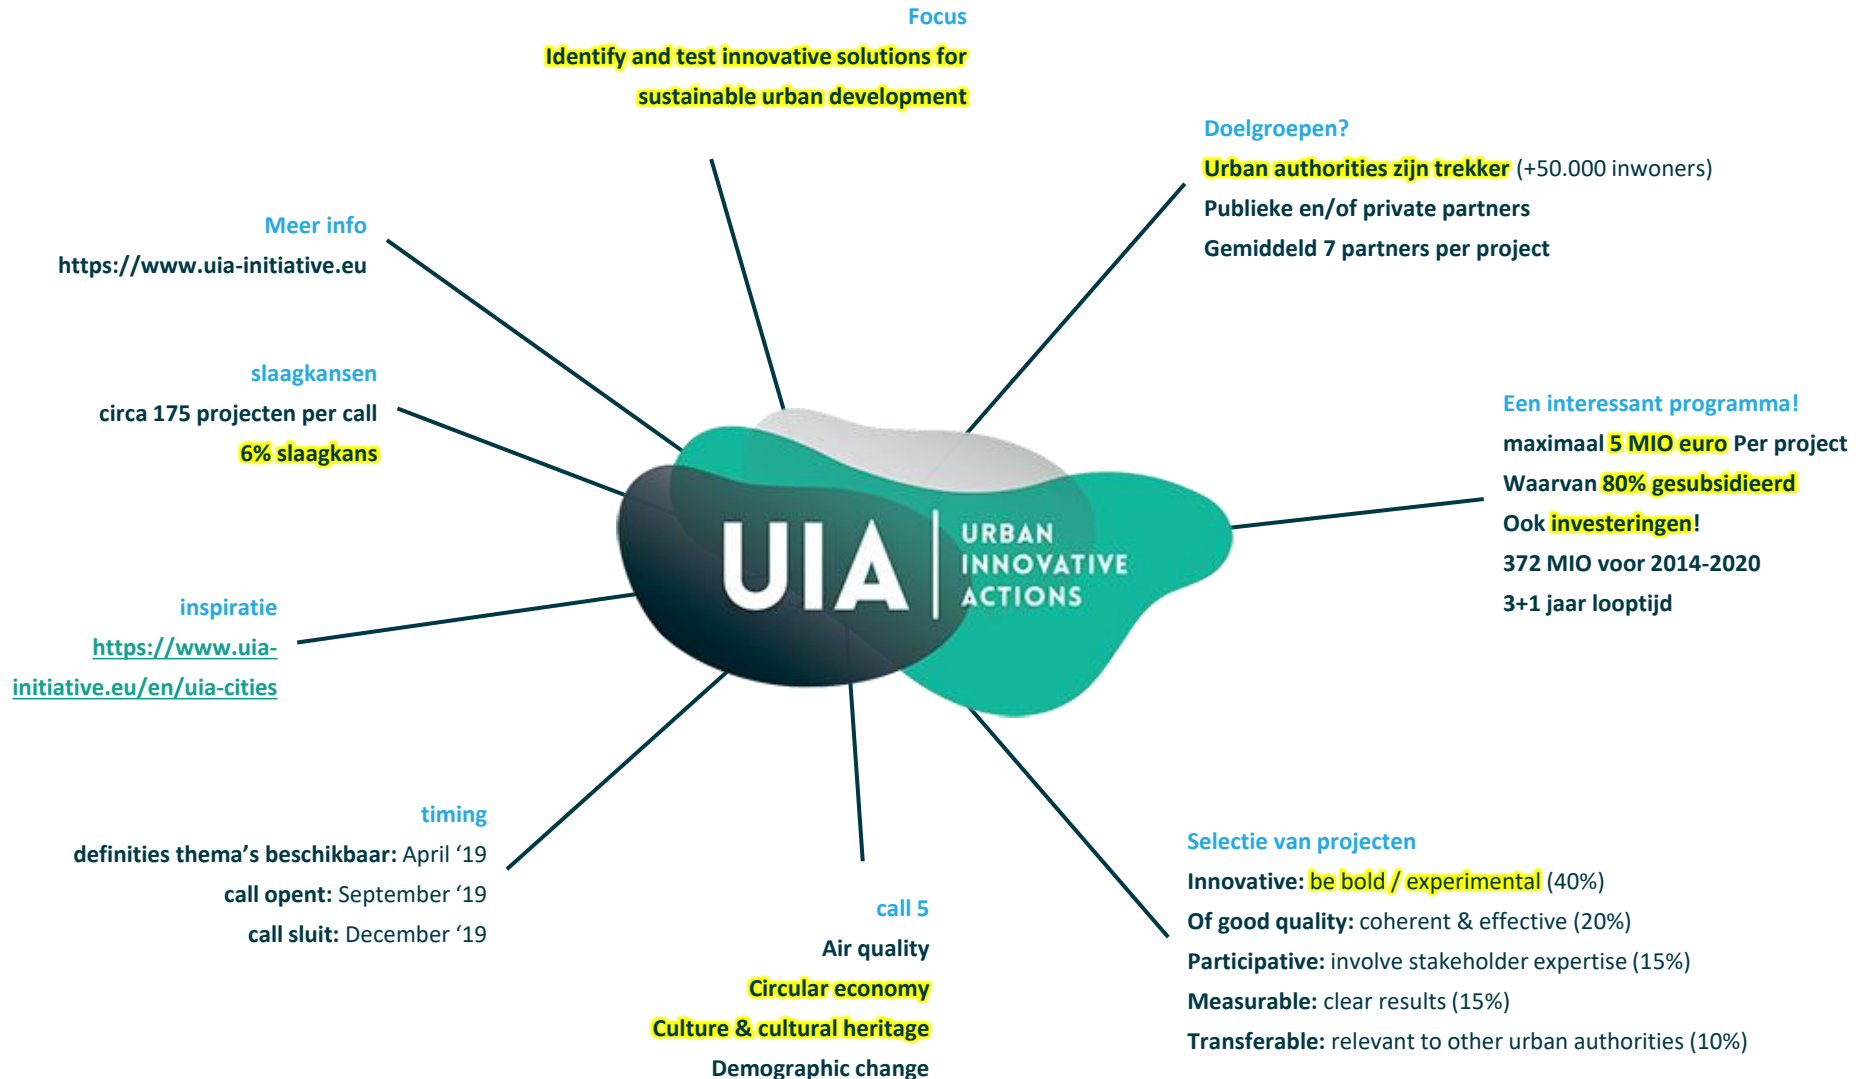 Focus
Identify and test innovative solutions for
sustainable urban development
Doelgroepen?
Urban authorities zijn trekker (+50.000 inwoners)
Publieke en/of private partners
Gemiddeld 7 partners per project
Meer info
https://www.uia-initiative.eu
slaagkansen
circa 175 projecten per call
6% slaagkans
Een interessant programma!
maximaal 5 MIO euro Per project
Waarvan 80% gesubsidieerd
Ook investeringen!
372 MIO voor 2014-2020
3+1 jaar looptijd
UIA
URBAN
INNOVATIVE
ACTIONS
inspiratie
https://www.uia-
initiative.eu/en/uia-cities
timing
definities thema's beschikbaar: April ‘19
call opent: September ‘19
call sluit: December ‘19
call 5
Air quality
Circular economy
Culture & cultural heritage
Demographic change
Selectie van projecten
Innovative: be bold / experimental (40%)
Of good quality: coherent & effective (20%)
Participative: involve stakeholder expertise (15%)
Measurable: clear results (15%)
Transferable: relevant to other urban authorities (10%)